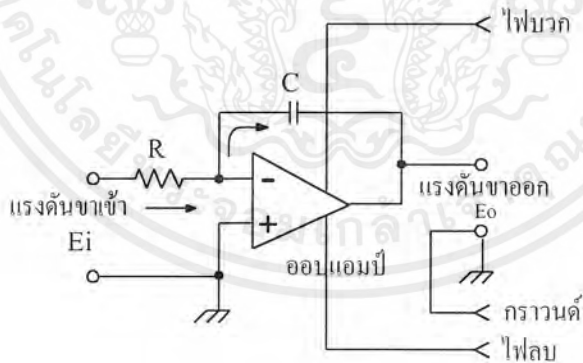 ไฟบวก
C
R
-
แรงดันขาเข้า
+
แรงดันขาออก
Eo
Ei
ออบแอมป์
กราวนด์
ไฟลบ